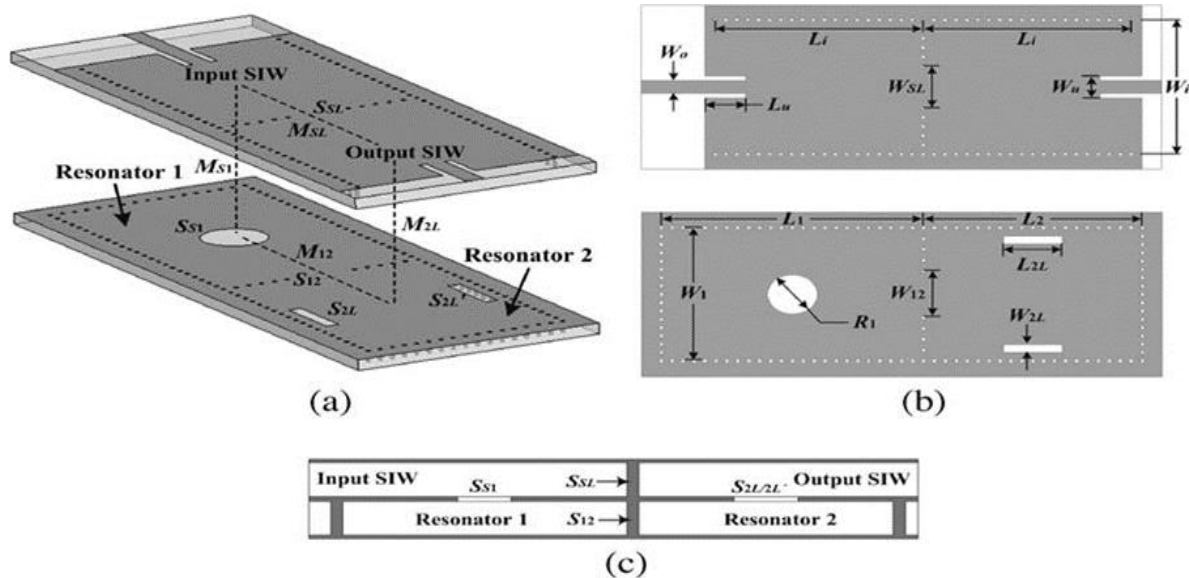 Input SIW
SSL
MSL
Output SIW
MS1
Resonator 1
M2L
SS1
M12
Resonator 2
S12
S2L
S2L'
(a)
Li
Li
Wo
WSL
Wu
Lu
L1
L2
L2L
W1
W12
R1
W2L
(b)
Input SIW
SS1
SSL
S2L/2L'
Output SIW
Resonator 1
S12
Resonator 2
(c)